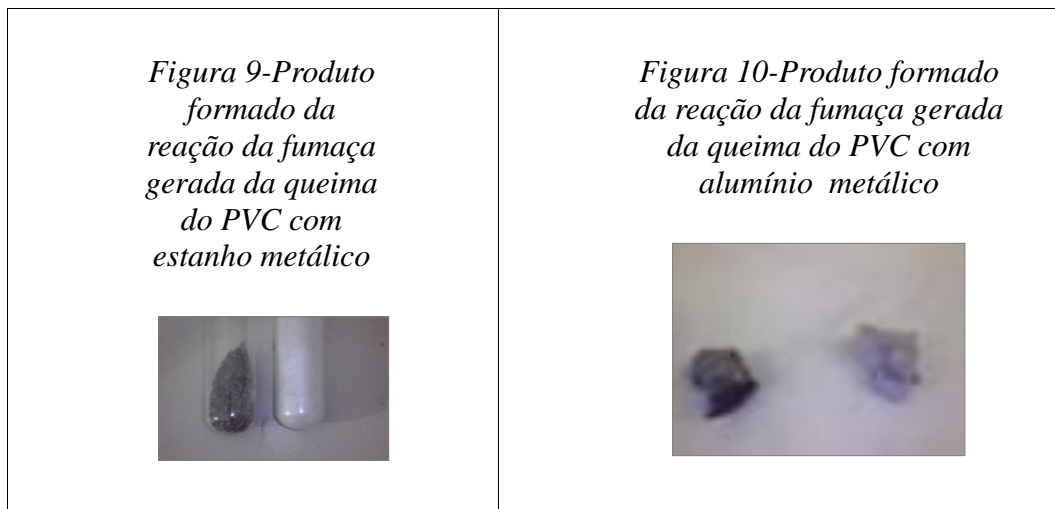 Figura 9-Produto
formado da
reação da fumaça
gerada da queima
do PVC com
estanho metálico
Figura 10-Produto formado
da reação da fumaça gerada
da queima do PVC com
alumínio metálico